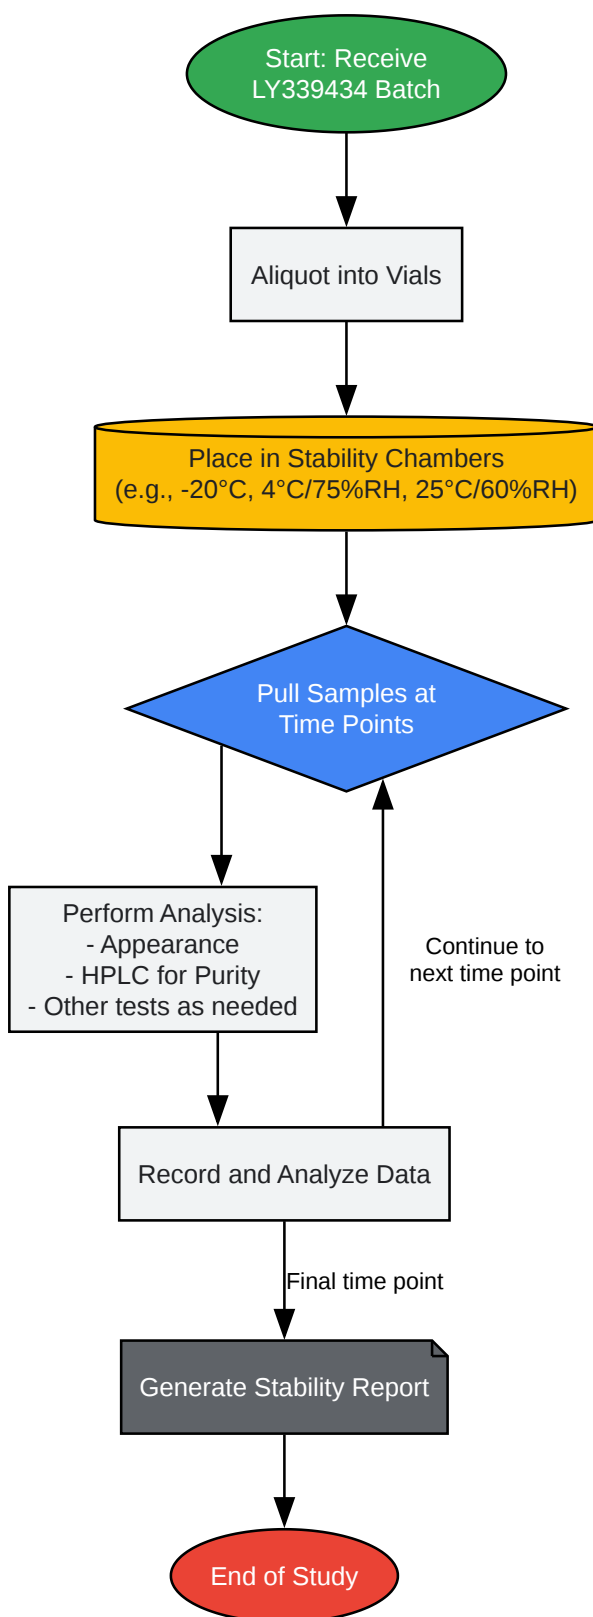 Start: Receive
LY339434 Batch
Aliquot into Vials
Place in Stability Chambers
(e.g., -20°C, 4°C/75%RH, 25°C/60%RH)
Pull Samples at
Time Points
Perform Analysis:
- Appearance
- HPLC for Purity
- Other tests as needed
Continue to
next time point
Record and Analyze Data
Final time point
Generate Stability Report
End of Study